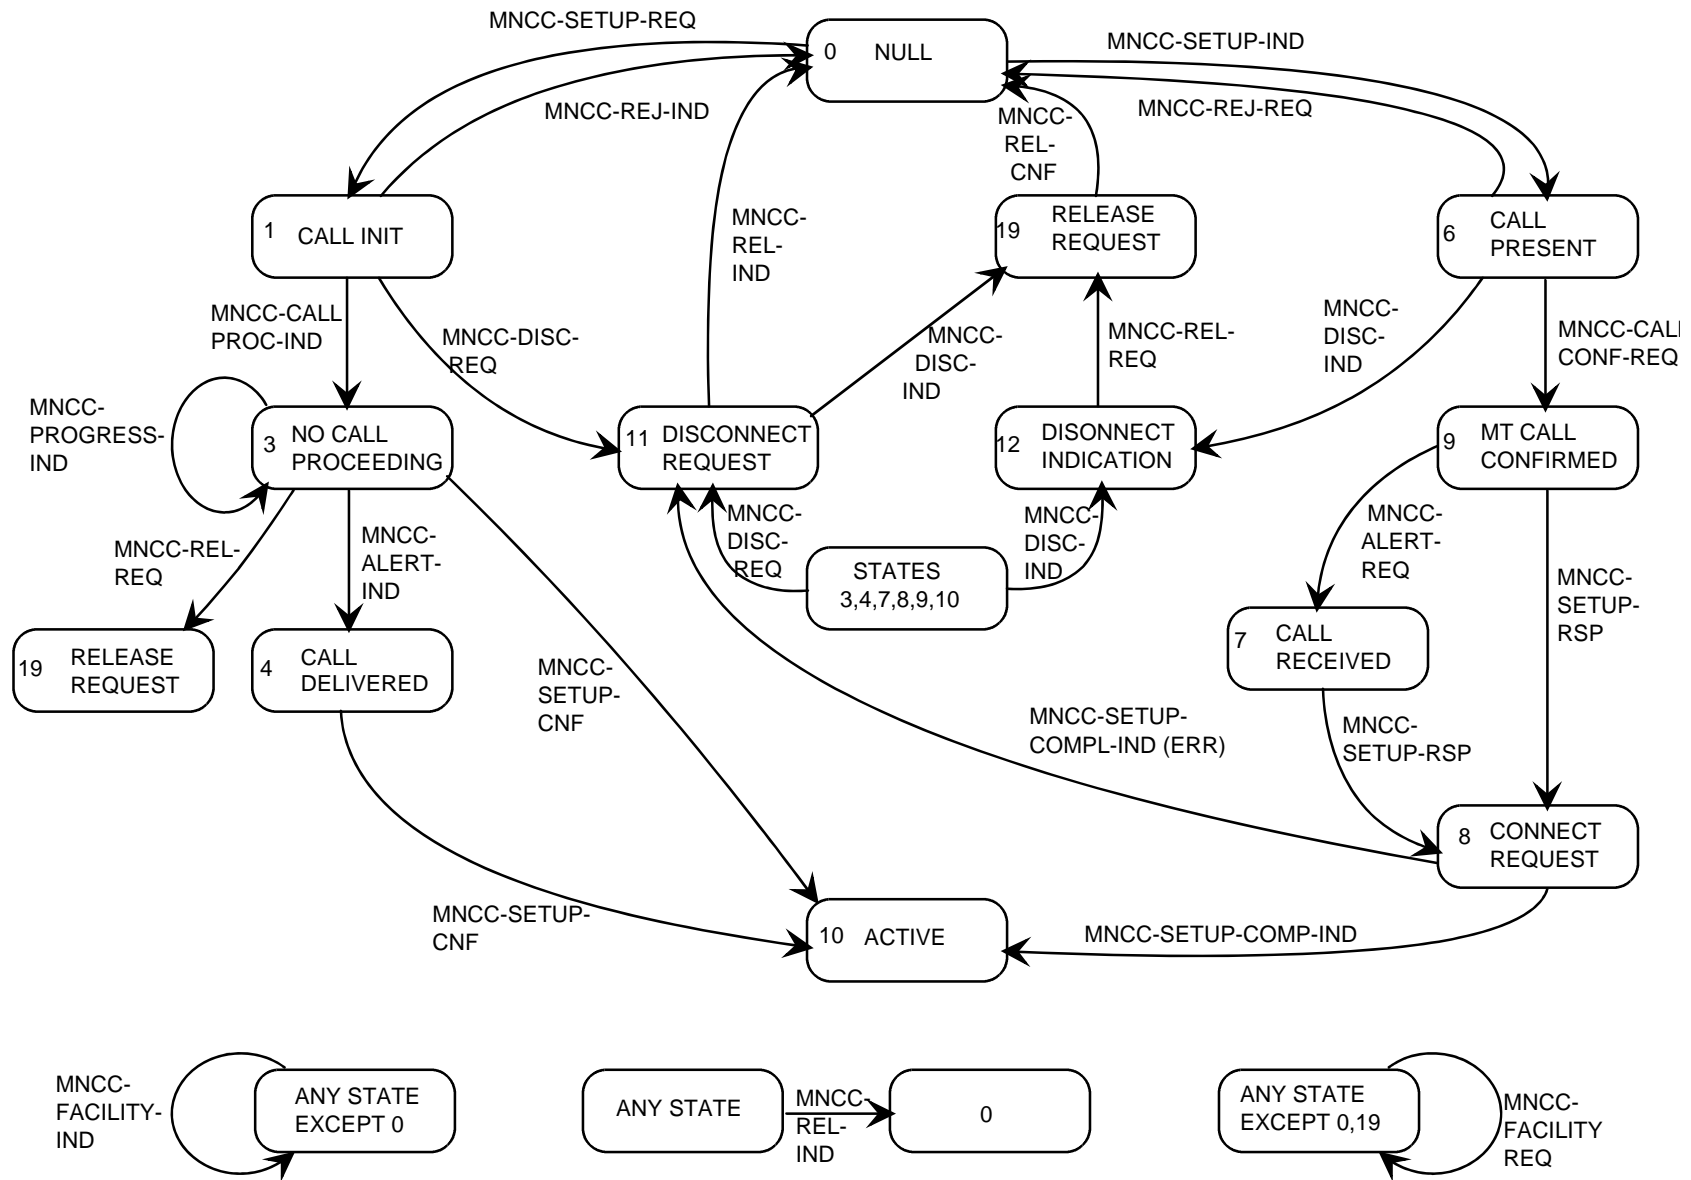 MNCC-SETUP-REQ
0 NULL
MNCC-SETUP-IND
MNCC-REJ-IND
MNCC-
REL-
CNF
MNCC-REJ-REQ
1 CALL INIT
MNCC-
REL-
IND
19 RELEASE
REQUEST
6 CALL
PRESENT
MNCC-CALL
PROC-IND
MNCC-DISC-
REQ
MNCC-
DISC-
IND
MNCC-REL-
REQ
MNCC-
DISC-
IND
MNCC-CALL
CONF-REQ
MNCC-
PROGRESS-
IND
3 NO CALL
PROCEEDING
11 DISCONNECT
REQUEST
12 DISONNECT
INDICATION
9 MT CALL
CONFIRMED
MNCC-REL-
REQ
MNCC-
ALERT-
IND
MNCC-
DISC-
REQ
STATES
3,4,7,8,9,10
MNCC-
DISC-
IND
MNCC-
ALERT-
REQ
MNCC-
SETUP-
RSP
19 RELEASE
REQUEST
4 CALL
DELIVERED
MNCC-
SETUP-
CNF
7 CALL
RECEIVED
MNCC-SETUP-
COMPL-IND (ERR)
MNCC-
SETUP-RSP
8 CONNECT
REQUEST
MNCC-SETUP-
CNF
10 ACTIVE
MNCC-SETUP-COMP-IND
MNCC-
FACILITY-
IND
ANY STATE
EXCEPT 0
ANY STATE
MNCC-
REL-
IND
0
ANY STATE
EXCEPT 0,19
MNCC-
FACILITY
REQ